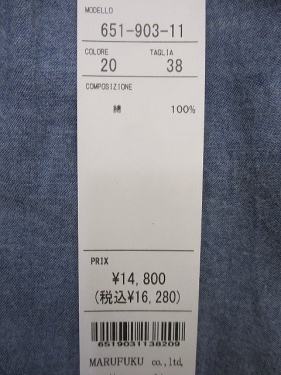 MODELLO
651-903-11
COLORE TAGLIA
20 38
COMPOSIZIONE
綿 100%
PRIX
¥14,800
(税込¥16,280)
6519031138209
MARUFUKU co.,ltd,